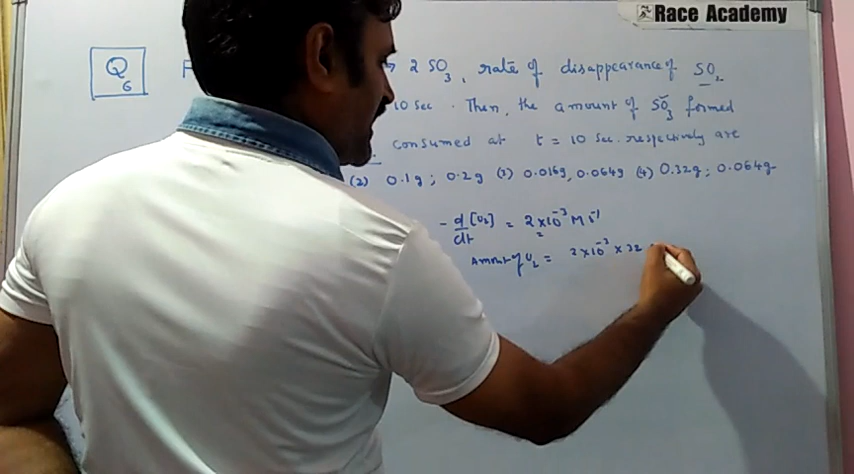 Race Academy
Q6 F → 2 SO3, rate of disappearance of SO2
10 sec. Then, the amount of SO3 formed
consumed at t = 10 sec. respectively are
(2) 0.1g ; 0.2g (3) 0.016g, 0.064g (4) 0.32g ; 0.064g
- d/dt [O2] = 2 × 10⁻³ M s⁻¹
Amount of O2 = 2 × 10⁻³ × 32